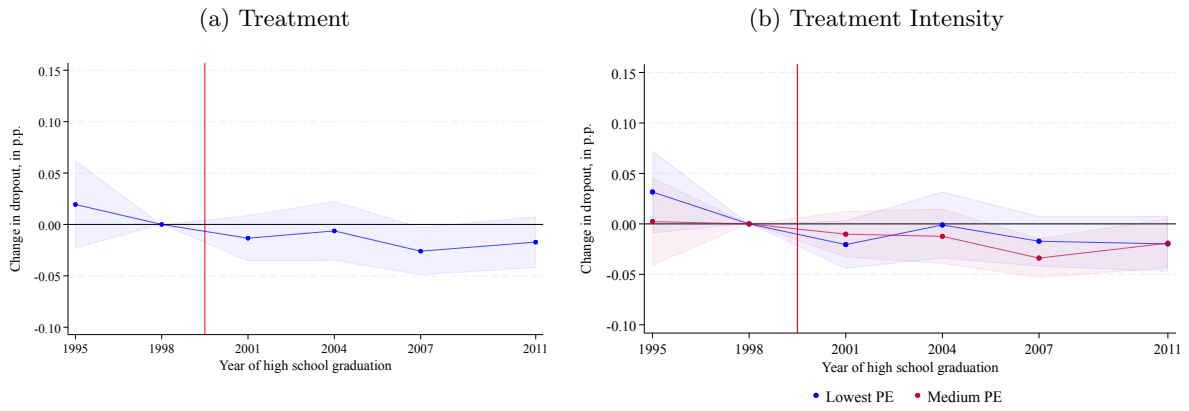 (a) Treatment
Change in dropout, in p.p.
0.15
0.10
0.05
0.00
-0.05
-0.10
1995 1998 2001 2004 2007 2011
Year of high school graduation
(b) Treatment Intensity
Change in dropout, in p.p.
0.15
0.10
0.05
0.00
-0.05
-0.10
1995 1998 2001 2004 2007 2011
Year of high school graduation
Lowest PE Medium PE